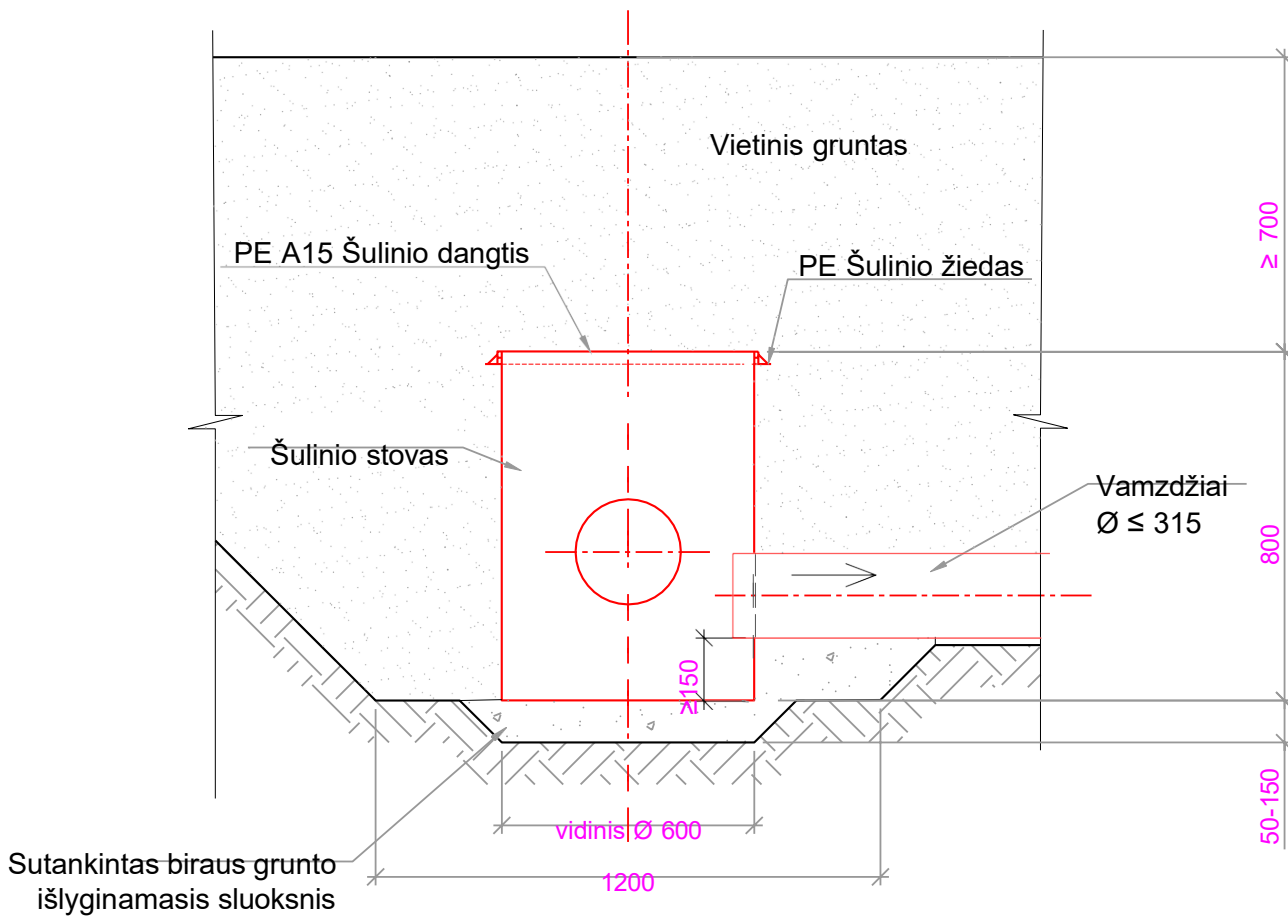 Vietinis gruntas
≥ 700
PE A15 Šulinio dangtis
PE Šulinio žiedas
Šulinio stovas
Vamzdžiai
Ø ≤ 315
800
≥ 150
50-150
vidinis Ø 600
1200
Sutankintas biraus grunto
išlyginamasis sluoksnis